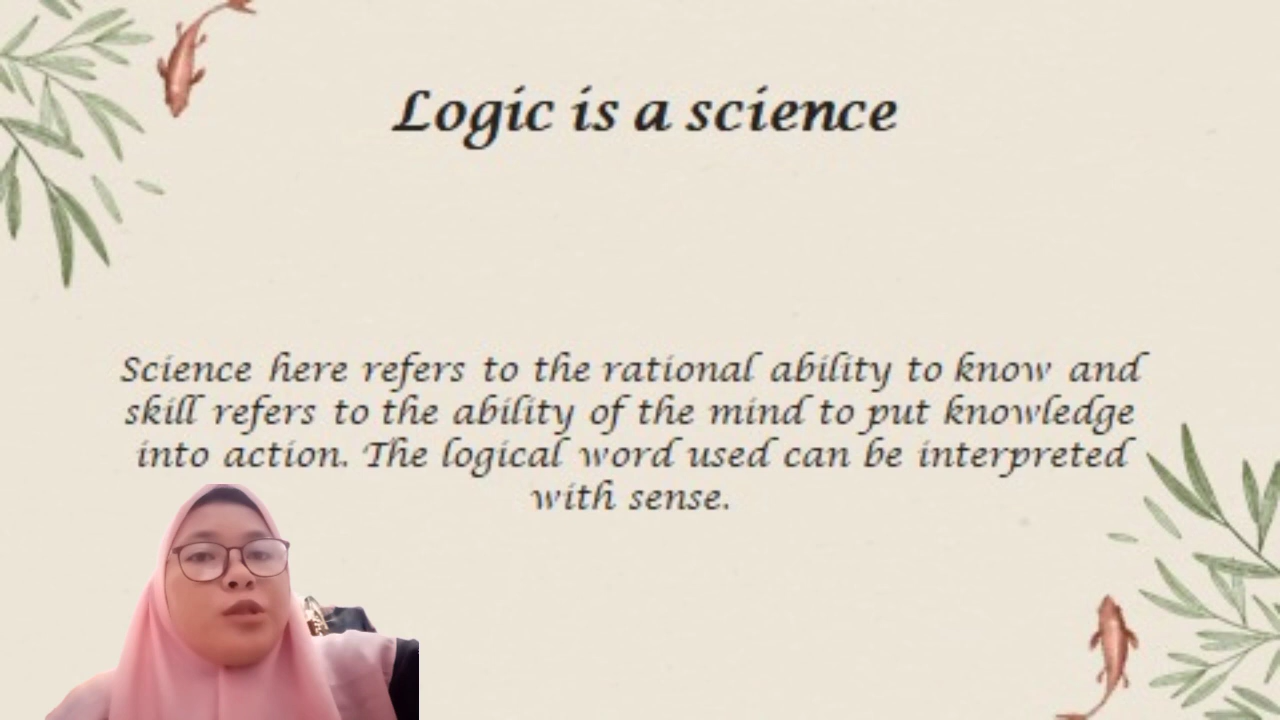 Logic is a science
Science here refers to the rational ability to know and
skill refers to the ability of the mind to put knowledge
into action. The logical word used can be interpreted
with sense.